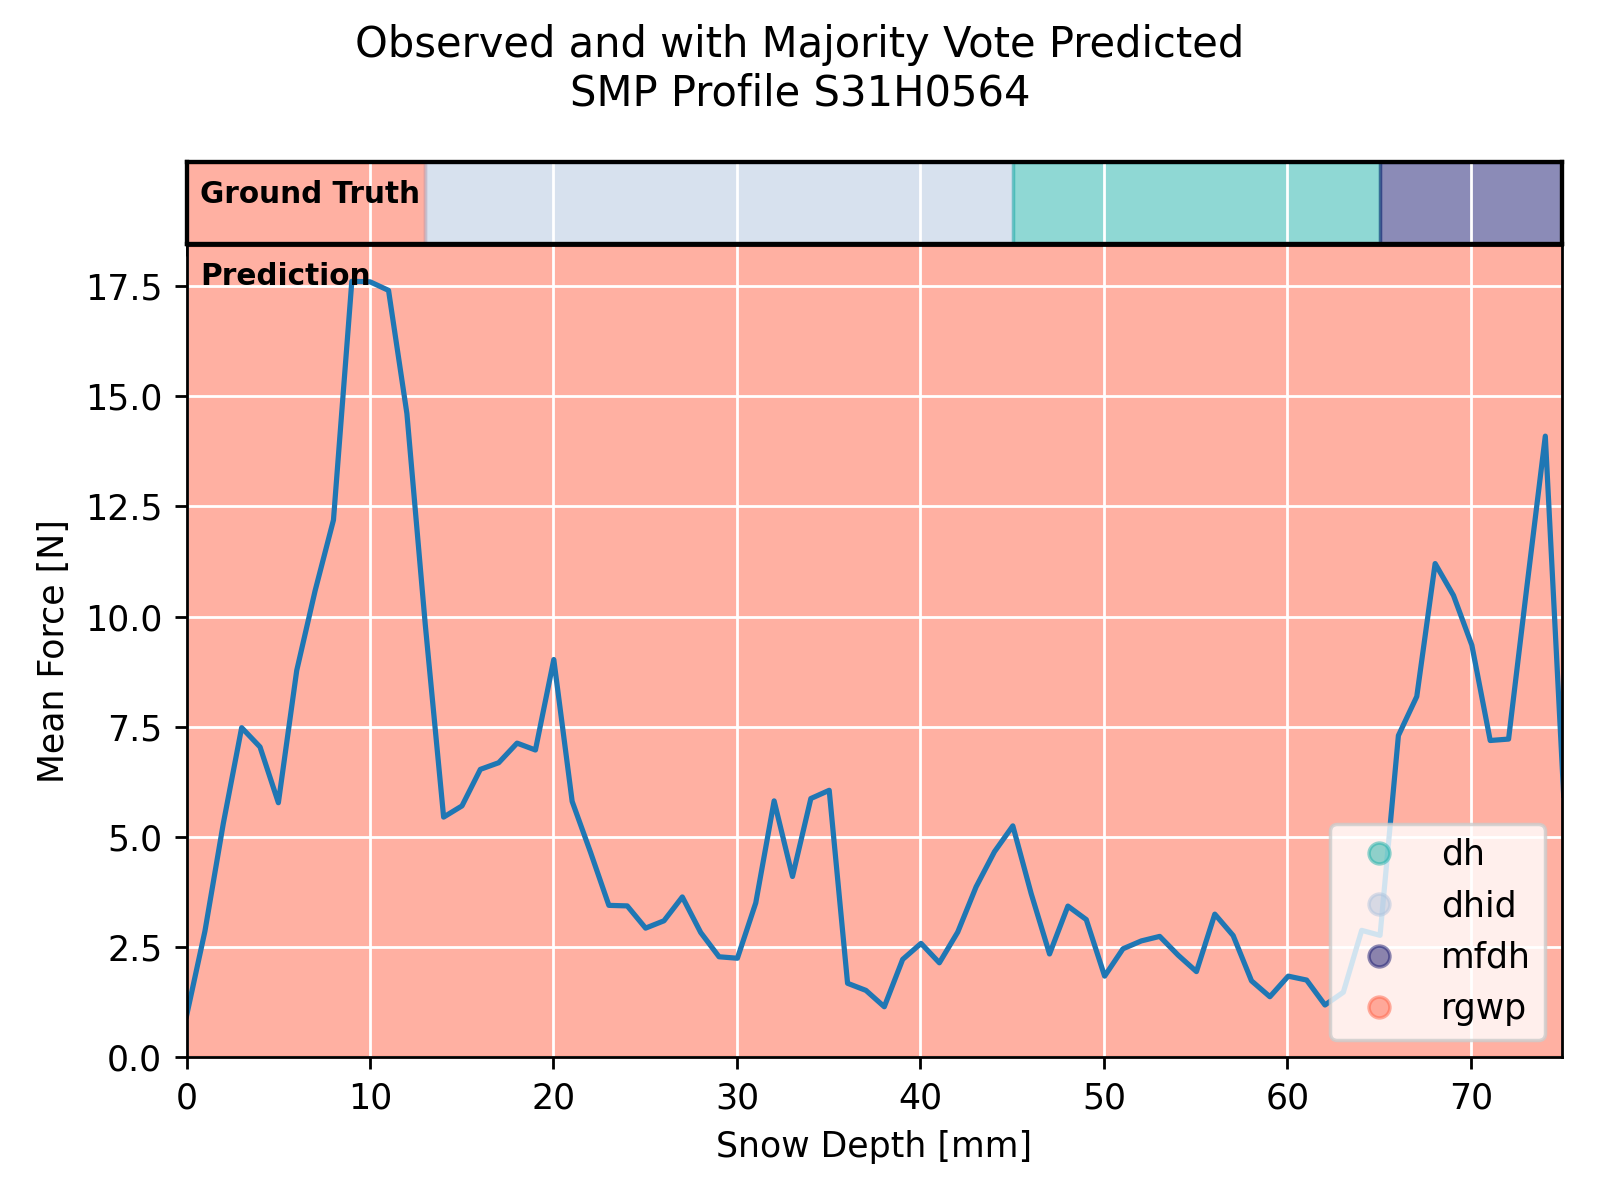 Observed and with Majority Vote Predicted
SMP Profile S31H0564
Ground Truth
Prediction
17.5
15.0
12.5
10.0
7.5
5.0
2.5
0.0
Mean Force [N]
dh
dhid
mfdh
rgwp
0 10 20 30 40 50 60 70
Snow Depth [mm]